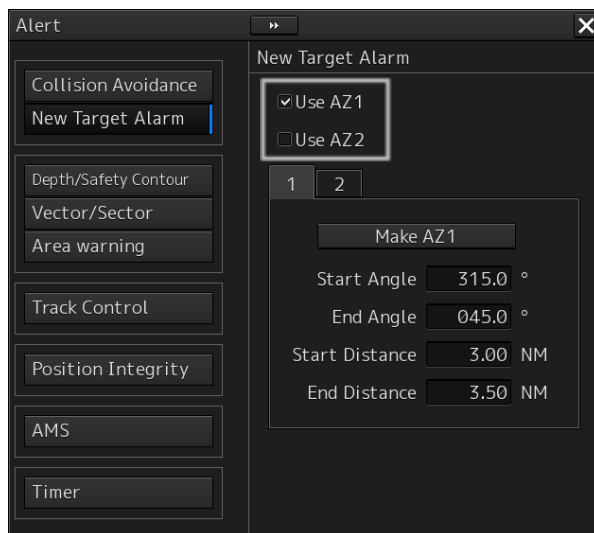 Alert
Collision Avoidance
New Target Alarm
Depth/Safety Contour
Vector/Sector
Area warning
Track Control
Position Integrity
AMS
Timer
New Target Alarm
Use AZ1
Use AZ2
1 2
Make AZ1
Start Angle 315.0 °
End Angle 045.0 °
Start Distance 3.00 NM
End Distance 3.50 NM